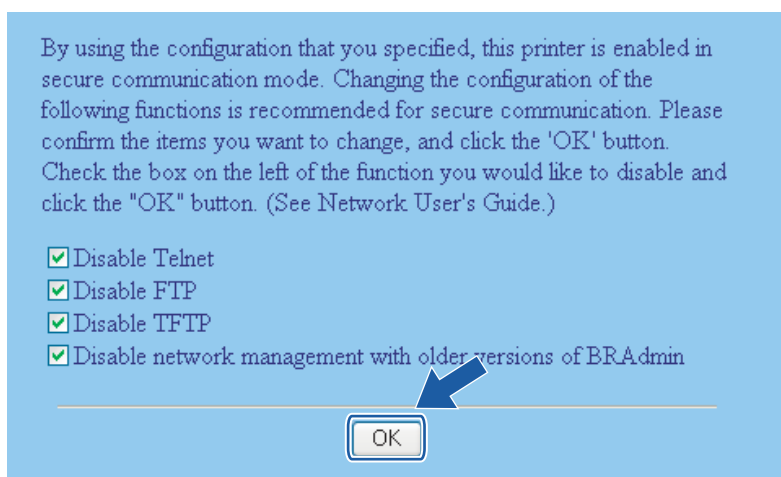 By using the configuration that you specified, this printer is enabled in
secure communication mode. Changing the configuration of the
following functions is recommended for secure communication. Please
confirm the items you want to change, and click the 'OK' button.
Check the box on the left of the function you would like to disable and
click the "OK" button. (See Network User's Guide.)
Disable Telnet
Disable FTP
Disable TFTP
Disable network management with older versions of BRAdmin
OK